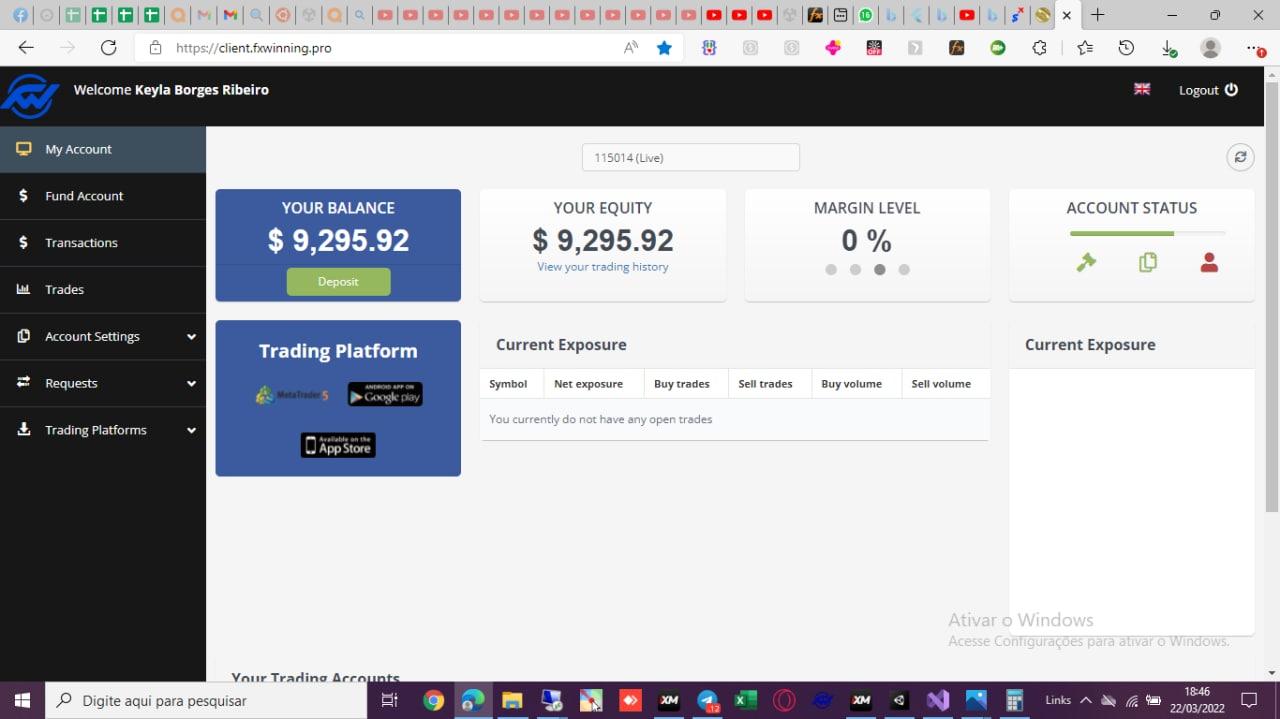 https://client.fxwinning.pro
Welcome Keyla Borges Ribeiro
Logout
My Account
Fund Account
Transactions
Trades
Account Settings
Requests
Trading Platforms
115014 (Live)
YOUR BALANCE
$ 9,295.92
Deposit
YOUR EQUITY
$ 9,295.92
View your trading history
MARGIN LEVEL
0 %
ACCOUNT STATUS
Trading Platform
MetaTrader 5
ANDROID APP ON
Google play
Available on the
App Store
Current Exposure
Symbol Net exposure Buy trades Sell trades Buy volume Sell volume
You currently do not have any open trades
Current Exposure
Ativar o Windows
Acesse Configurações para ativar o Windows.
Your Trading Accounts
Digite aqui para pesquisar
XM
12
XM
Links
18:46
22/03/2022